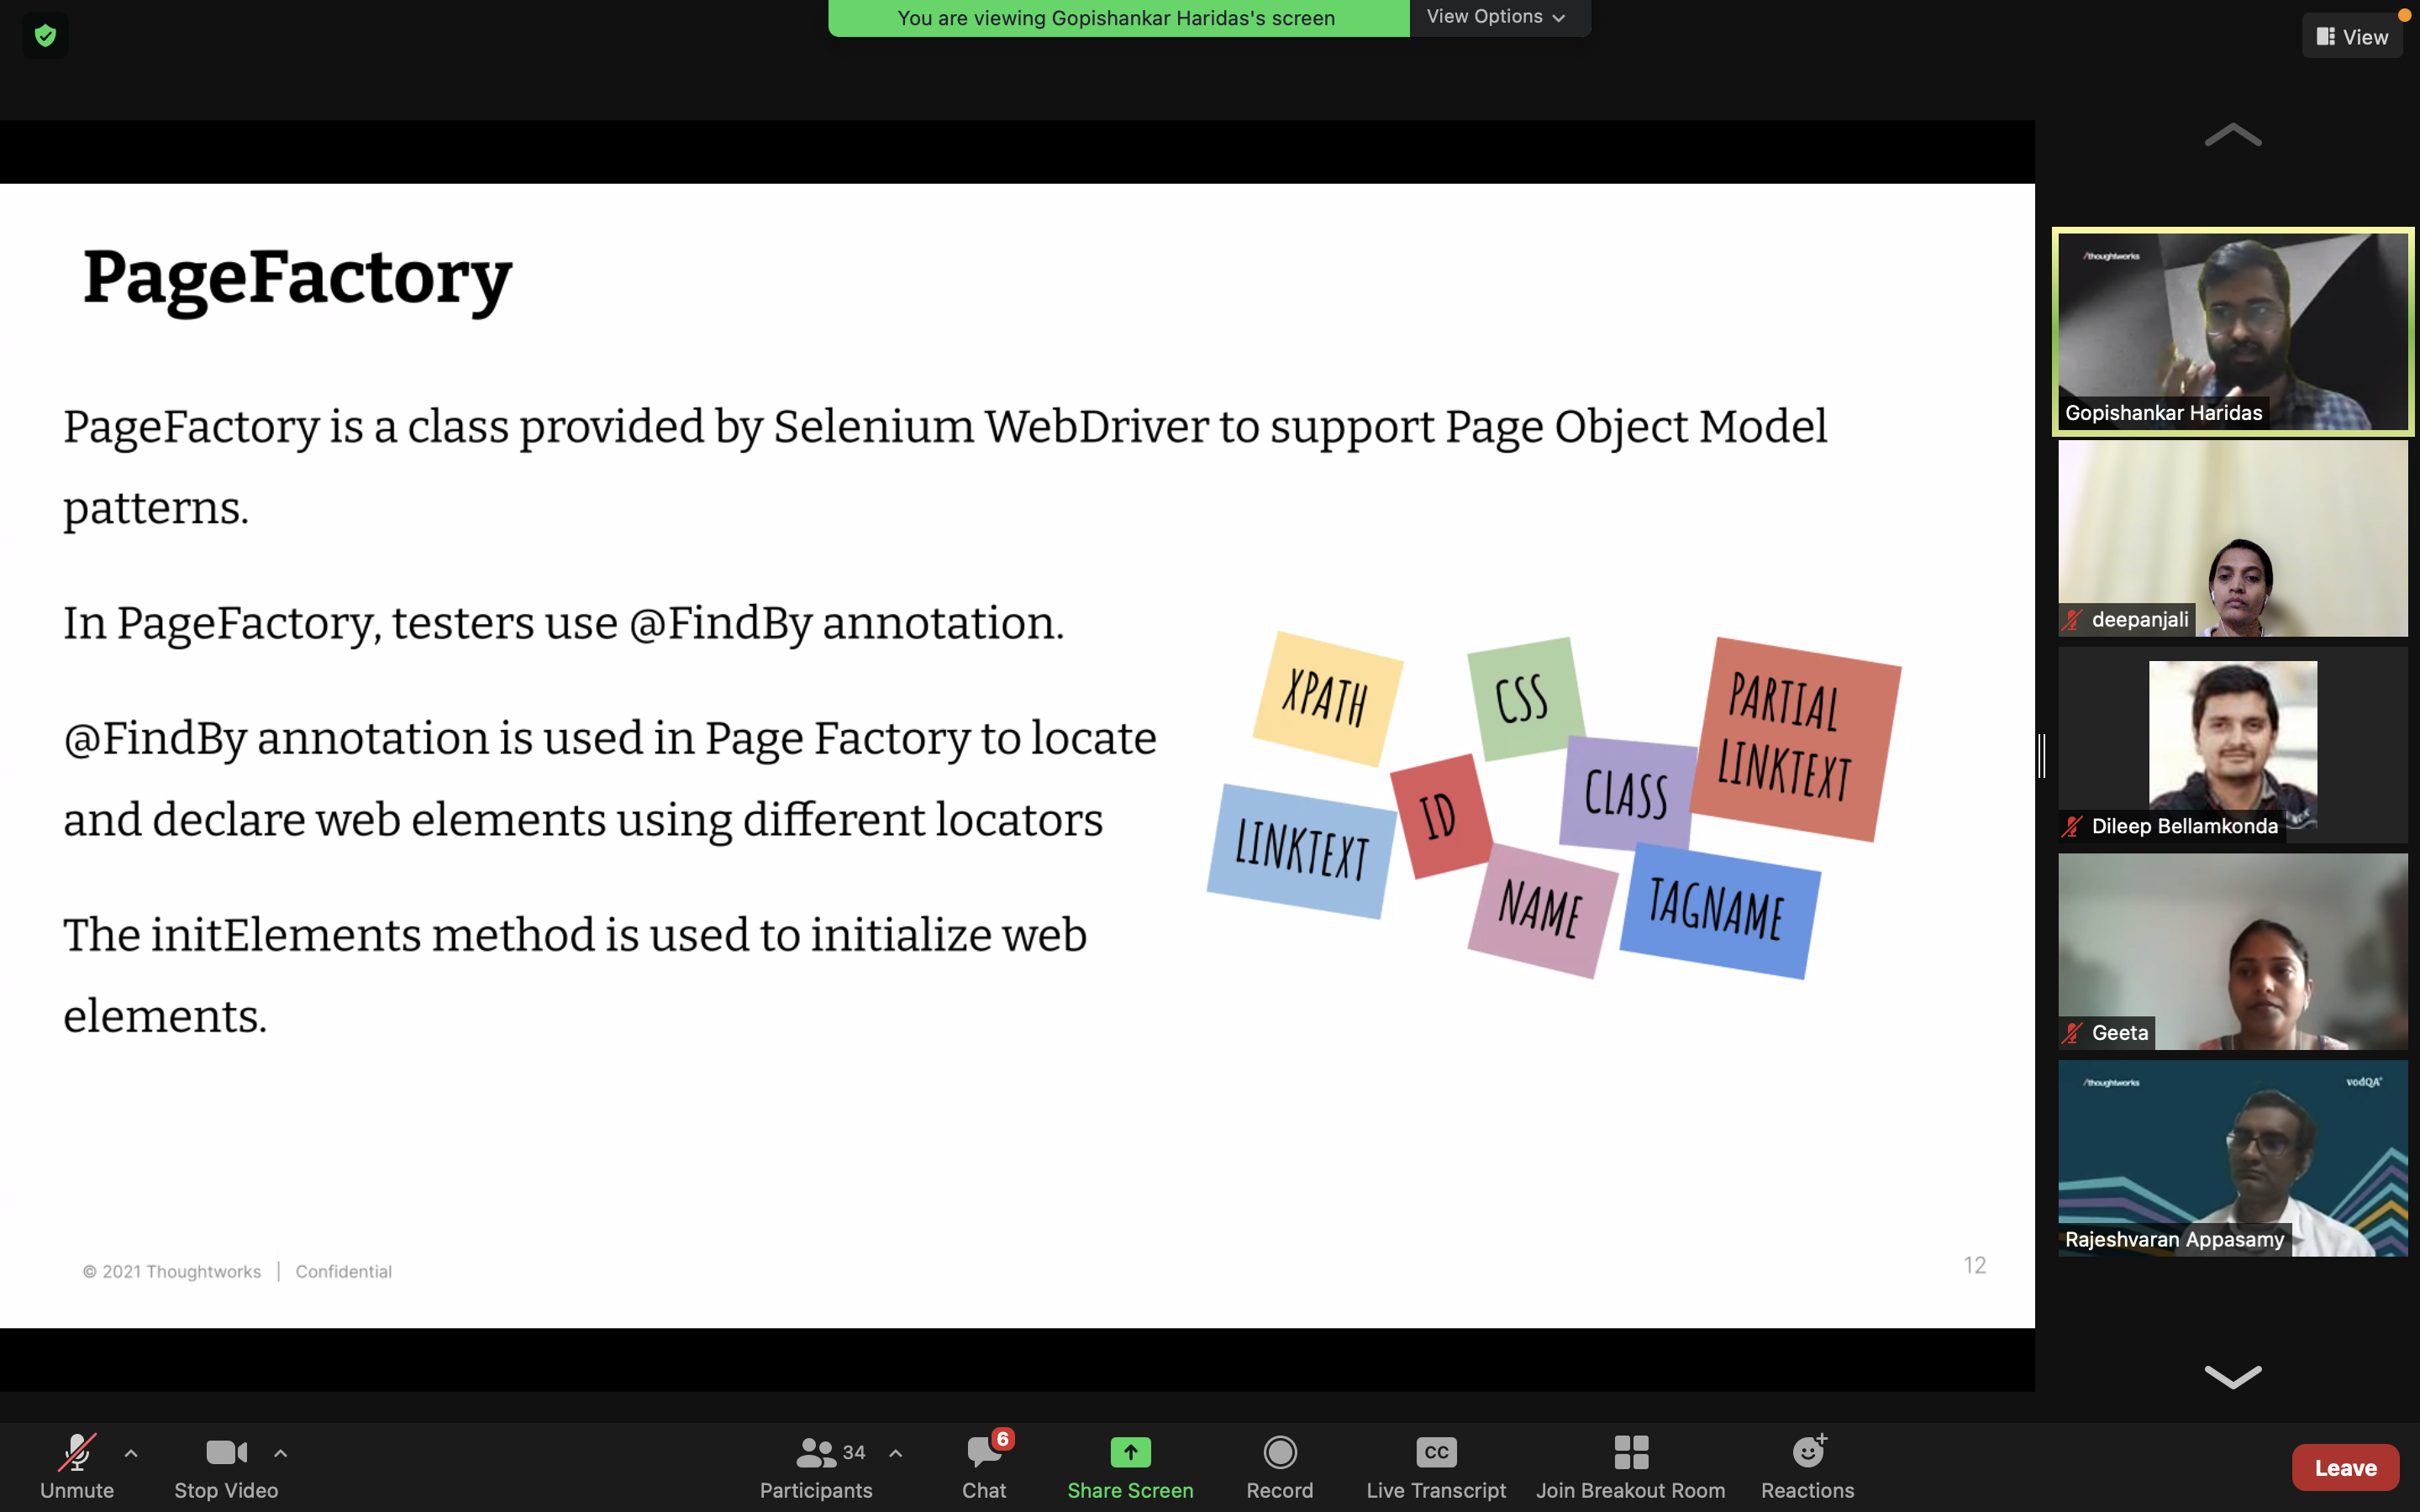 You are viewing Gopishankar Haridas's screen
View Options
View
PageFactory
PageFactory is a class provided by Selenium WebDriver to support Page Object Model
patterns.
In PageFactory, testers use @FindBy annotation.
@FindBy annotation is used in Page Factory to locate
and declare web elements using different locators
The initElements method is used to initialize web
elements.
XPATH
CSS
PARTIAL
LINKTEXT
ID
CLASS
LINKTEXT
NAME
TAGNAME
© 2021 Thoughtworks | Confidential
12
/thoughtworks
Gopishankar Haridas
deepanjali
Dileep Bellamkonda
Geeta
/thoughtworks
vodQA
Rajeshvaran Appasamy
Unmute
Stop Video
34
Participants
6
Chat
Share Screen
Record
CC
Live Transcript
Join Breakout Room
Reactions
Leave